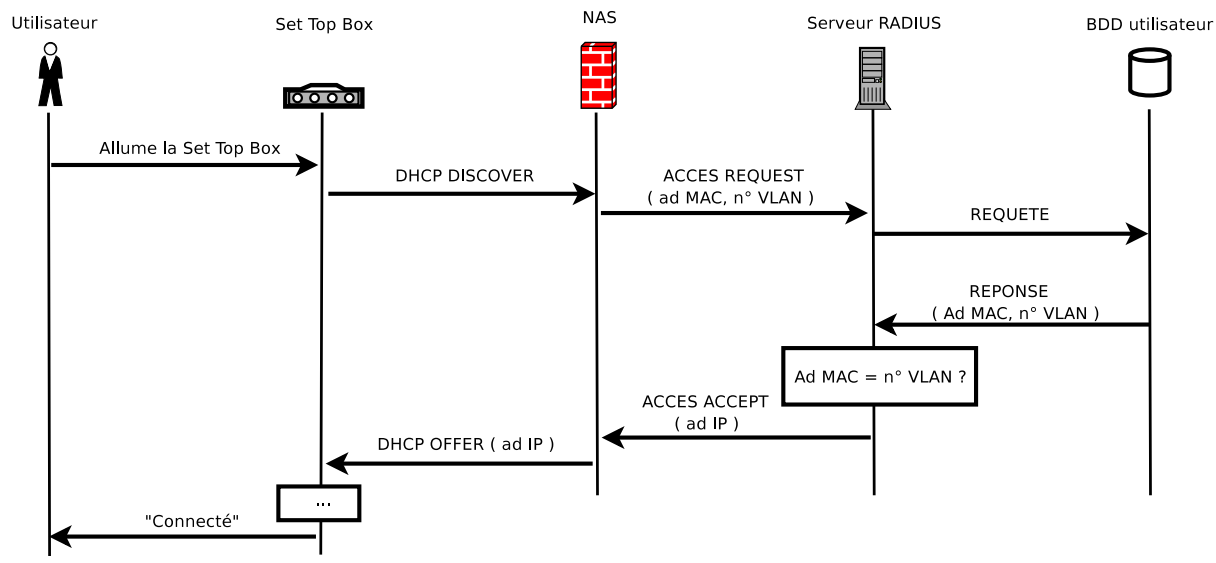 Utilisateur
Set Top Box
NAS
Serveur RADIUS
BDD utilisateur
Allume la Set Top Box
DHCP DISCOVER
ACCES REQUEST
( ad MAC, n° VLAN )
REQUETE
REPONSE
( Ad MAC, n° VLAN )
Ad MAC = n° VLAN ?
ACCES ACCEPT
( ad IP )
DHCP OFFER ( ad IP )
...
"Connecté"